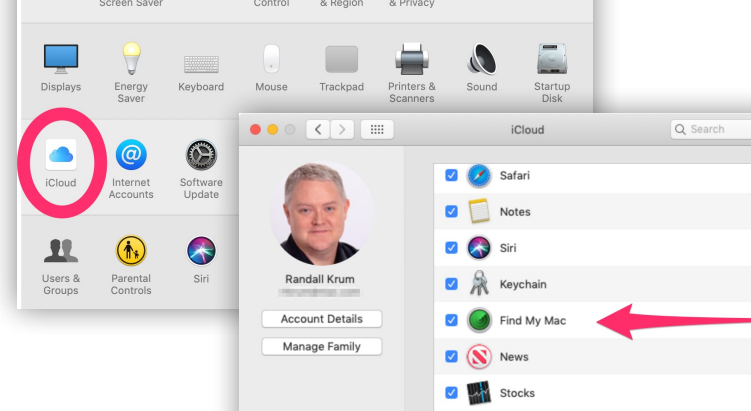 Screen Saver
Control
& Region
& Privacy
Displays
Energy
Saver
Keyboard
Mouse
Trackpad
Printers &
Scanners
Sound
Startup
Disk
iCloud
Internet
Accounts
Software
Update
Users &
Groups
Parental
Controls
Siri
iCloud
Search
Randall Krum
Account Details
Manage Family
Safari
Notes
Siri
Keychain
Find My Mac
News
Stocks